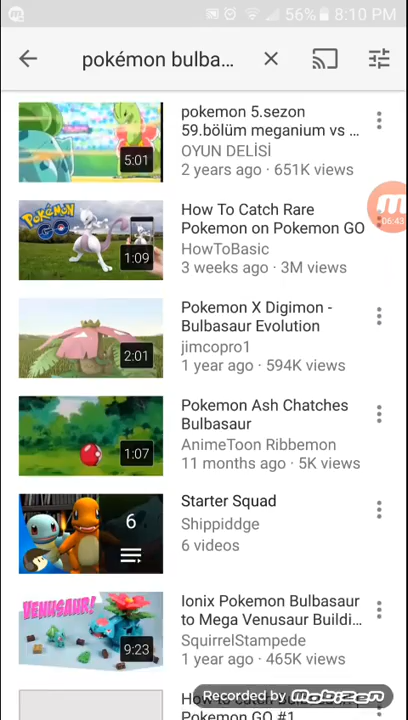 56% 8:10 PM
pokémon bulba...
pokemon 5.sezon
59.bölüm meganium vs ...
OYUN DELİSİ
2 years ago · 651K views
5:01
How To Catch Rare
Pokemon on Pokemon GO
HowToBasic
3 weeks ago · 3M views
POKÉMON
GO
1:09
06:43
Pokemon X Digimon -
Bulbasaur Evolution
jimcopro1
1 year ago · 594K views
2:01
Pokemon Ash Chatches
Bulbasaur
AnimeToon Ribbemon
11 months ago · 5K views
1:07
Starter Squad
Shippiddge
6 videos
6
Ionix Pokemon Bulbasaur
to Mega Venusaur Buildi...
SquirrelStampede
1 year ago · 465K views
VENUSAUR!
9:23
Recorded by Mobizen
Pokemon GO #1